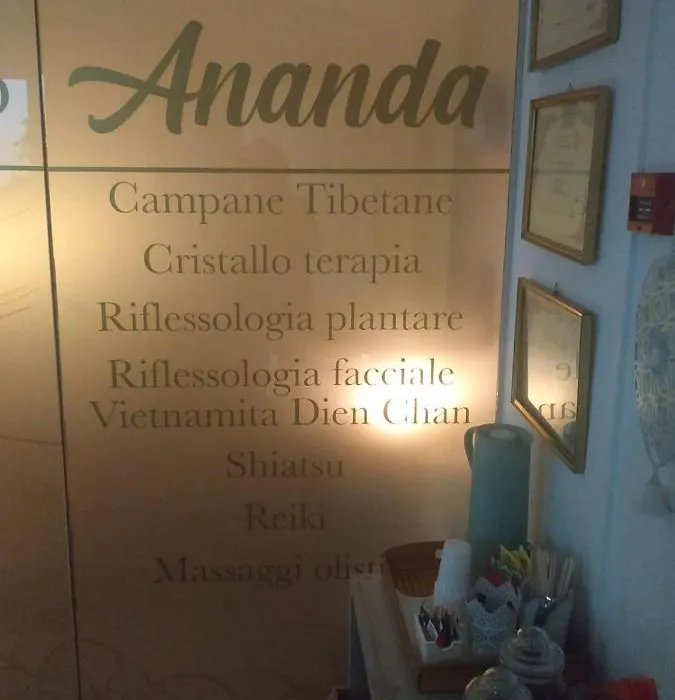 Ananda
Campane Tibetane
Cristallo terapia
Riflessologia plantare
Riflessologia facciale
Vietnamita Dien Chan
Shiatsu
Reiki
Massaggi